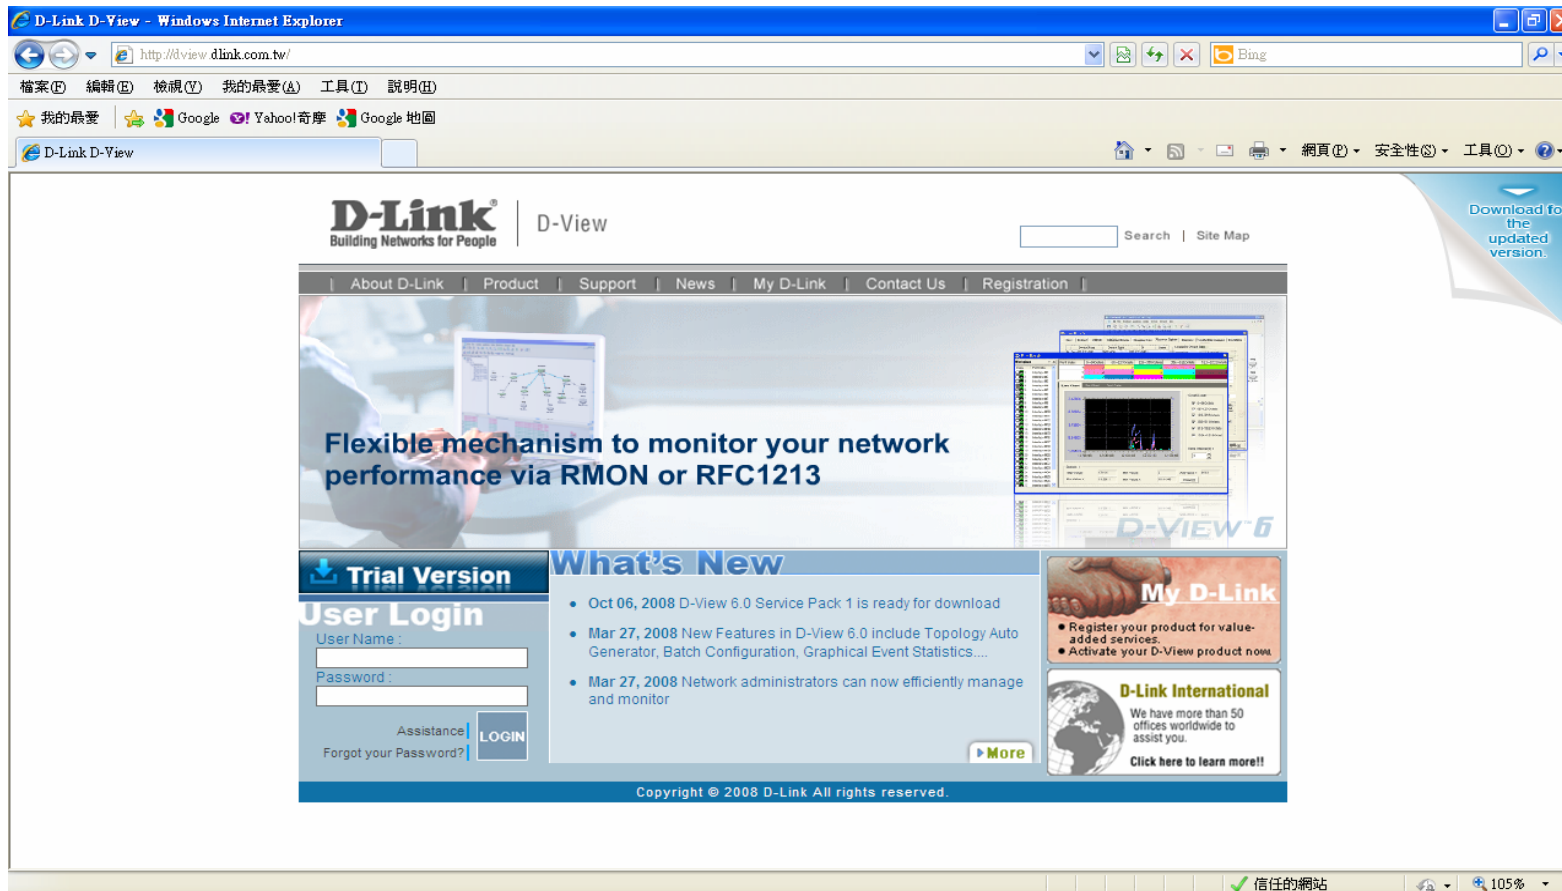 D-Link D-View - Windows Internet Explorer
http://dview.dlink.com.tw/
Bing
檔案(F) 編輯(E) 檢視(V) 我的最愛(A) 工具(T) 說明(H)
我的最愛 Google Yahoo!奇摩 Google 地圖
D-Link D-View
網頁(P) 安全性(S) 工具(O)
Download for
the
updated
version.
D-Link®
Building Networks for People
D-View
Search | Site Map
| About D-Link | Product | Support | News | My D-Link | Contact Us | Registration |
Flexible mechanism to monitor your network
performance via RMON or RFC1213
D-VIEW 6
Trial Version
User Login
User Name :
Password :
Assistance
Forgot your Password?
LOGIN
What's New
• Oct 06, 2008 D-View 6.0 Service Pack 1 is ready for download
• Mar 27, 2008 New Features in D-View 6.0 include Topology Auto
Generator, Batch Configuration, Graphical Event Statistics....
• Mar 27, 2008 Network administrators can now efficiently manage
and monitor
More
My D-Link
• Register your product for value-
added services.
• Activate your D-View product now.
D-Link International
We have more than 50
offices worldwide to
assist you.
Click here to learn more!!
Copyright © 2008 D-Link All rights reserved.
信任的網站
105%